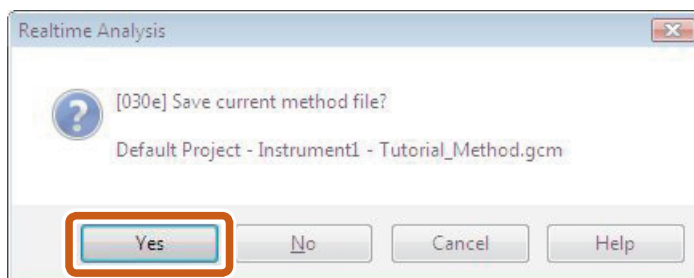 Realtime Analysis
[030e] Save current method file?
Default Project - Instrument1 - Tutorial_Method.gcm
Yes No Cancel Help